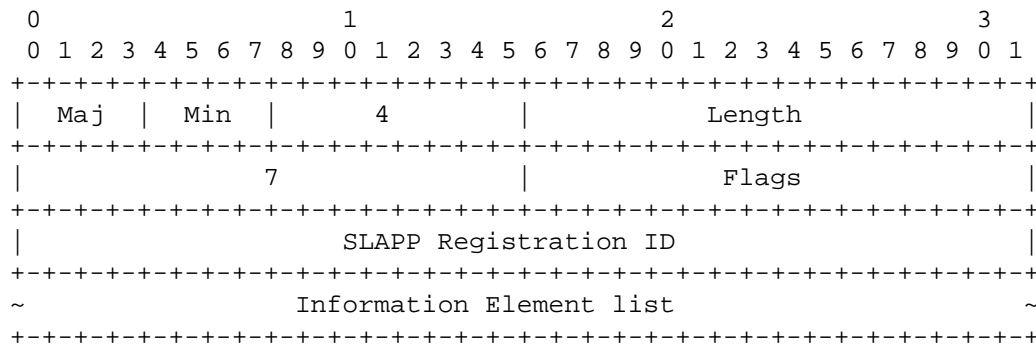 0                   1                   2                   3
 0 1 2 3 4 5 6 7 8 9 0 1 2 3 4 5 6 7 8 9 0 1 2 3 4 5 6 7 8 9 0 1
+-+-+-+-+-+-+-+-+-+-+-+-+-+-+-+-+-+-+-+-+-+-+-+-+-+-+-+-+-+-+-+-+
|  Maj  |  Min  |       4       |            Length             |
+-+-+-+-+-+-+-+-+-+-+-+-+-+-+-+-+-+-+-+-+-+-+-+-+-+-+-+-+-+-+-+-+
|               7               |            Flags              |
+-+-+-+-+-+-+-+-+-+-+-+-+-+-+-+-+-+-+-+-+-+-+-+-+-+-+-+-+-+-+-+-+
|                    SLAPP Registration ID                      |
+-+-+-+-+-+-+-+-+-+-+-+-+-+-+-+-+-+-+-+-+-+-+-+-+-+-+-+-+-+-+-+-+
~                 Information Element list                      ~
+-+-+-+-+-+-+-+-+-+-+-+-+-+-+-+-+-+-+-+-+-+-+-+-+-+-+-+-+-+-+-+-+